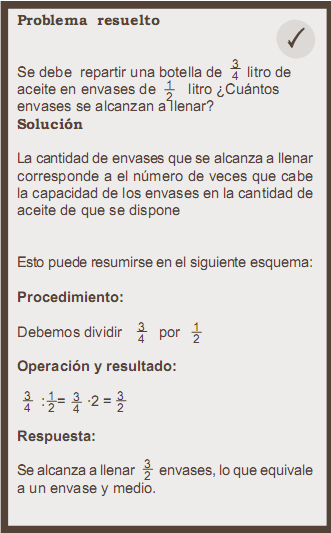 Problema resuelto
Se debe repartir una botella de 3/4 litro de
aceite en envases de 1/2 litro ¿Cuántos
envases se alcanzan a llenar?
Solución
La cantidad de envases que se alcanza a llenar
corresponde a el número de veces que cabe
la capacidad de los envases en la cantidad de
aceite de que se dispone
Esto puede resumirse en el siguiente esquema:
Procedimiento:
Debemos dividir 3/4 por 1/2
Operación y resultado:
3/4 :1/2= 3/4 ·2 = 3/2
Respuesta:
Se alcanza a llenar 3/2 envases, lo que equivale
a un envase y medio.